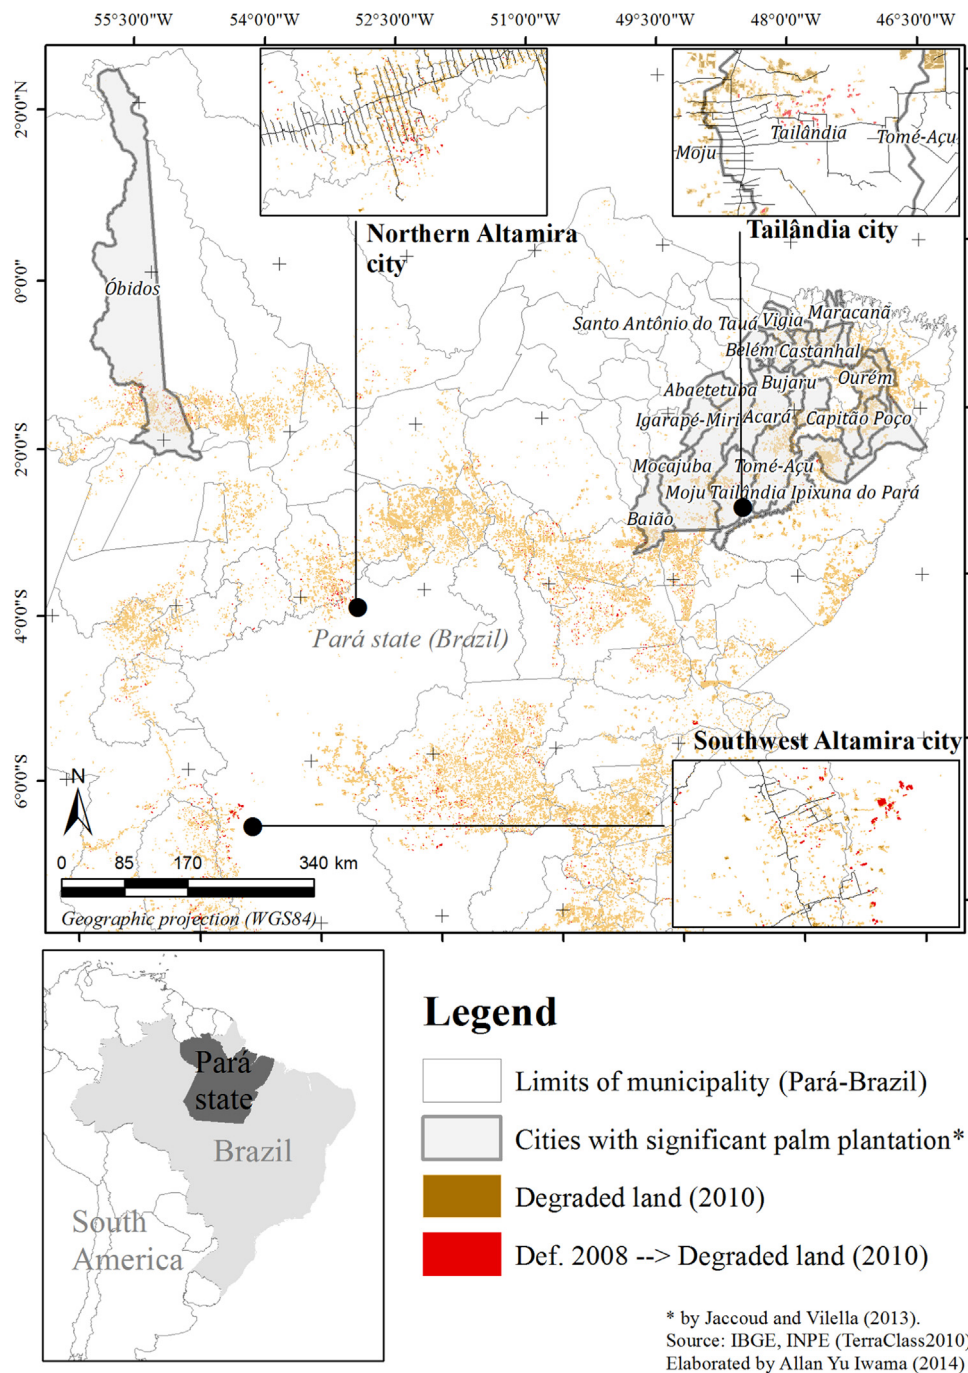 55°3'0"W 54°0'0"W 52°3'0"W 51°0'0"W 49°3'0"W 48°0'0"W 46°3'0"W
2°0'0"N
0°0'0"
2°0'0"S
4°0'0"S
6°0'0"S
Moju
Tailândia
Tomé-Açu
Northern Altamira
city
Tailândia city
Óbidos
Santo Antônio do Tauá
Vigia
Maracanã
Belém
Castanhal
Abaetetuba
Bujaru
Ourém
Igarapé-Miri
Acará
Capitão Poço
Mocajuba
Tomé-Açú
Moju
Tailândia
Ipixuna do Pará
Baião
Pará state (Brazil)
Southwest Altamira city
N
0 85 170 340 km
Geographic projection (WGS84)
Pará
state
Brazil
South
America
Legend
Limits of municipality (Pará-Brazil)
Cities with significant palm plantation*
Degraded land (2010)
Def. 2008 --> Degraded land (2010)
* by Jaccoud and Vilella (2013).
Source: IBGE, INPE (TerraClass2010)
Elaborated by Allan Yu Iwama (2014)